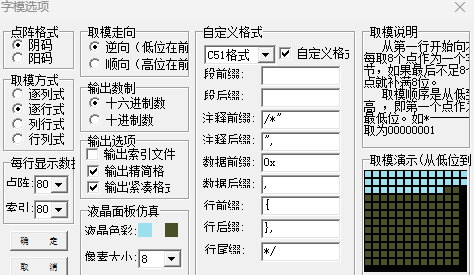 字模选项
点阵格式
阴码
阳码
取模方式
逐列式
逐行式
列行式
行列式
每行显示数据
点阵: 80
索引: 80
确 定
取 消
取模走向
逆向（低位在前
顺向（高位在前
输出数制
十六进制数
十进制数
输出选项
输出索引文件
输出精简格
输出紧凑格式
液晶面板仿真
液晶色彩:
像素大小: 8
自定义格式
C51格式 自定义格式
段前缀:
段后缀:
注释前缀: /*"
注释后缀: ",
数据前缀: 0x
数据后缀: ,
行前缀: {
行后缀: },
行尾缀: */
取模说明
从第一行开始向
每取8个点作为一个字
节，如果最后不足8个
点就补满8位。
取模顺序是从低到
高，即第一个点作为
最低位。如*---
取为00000001
取模演示(从低位到